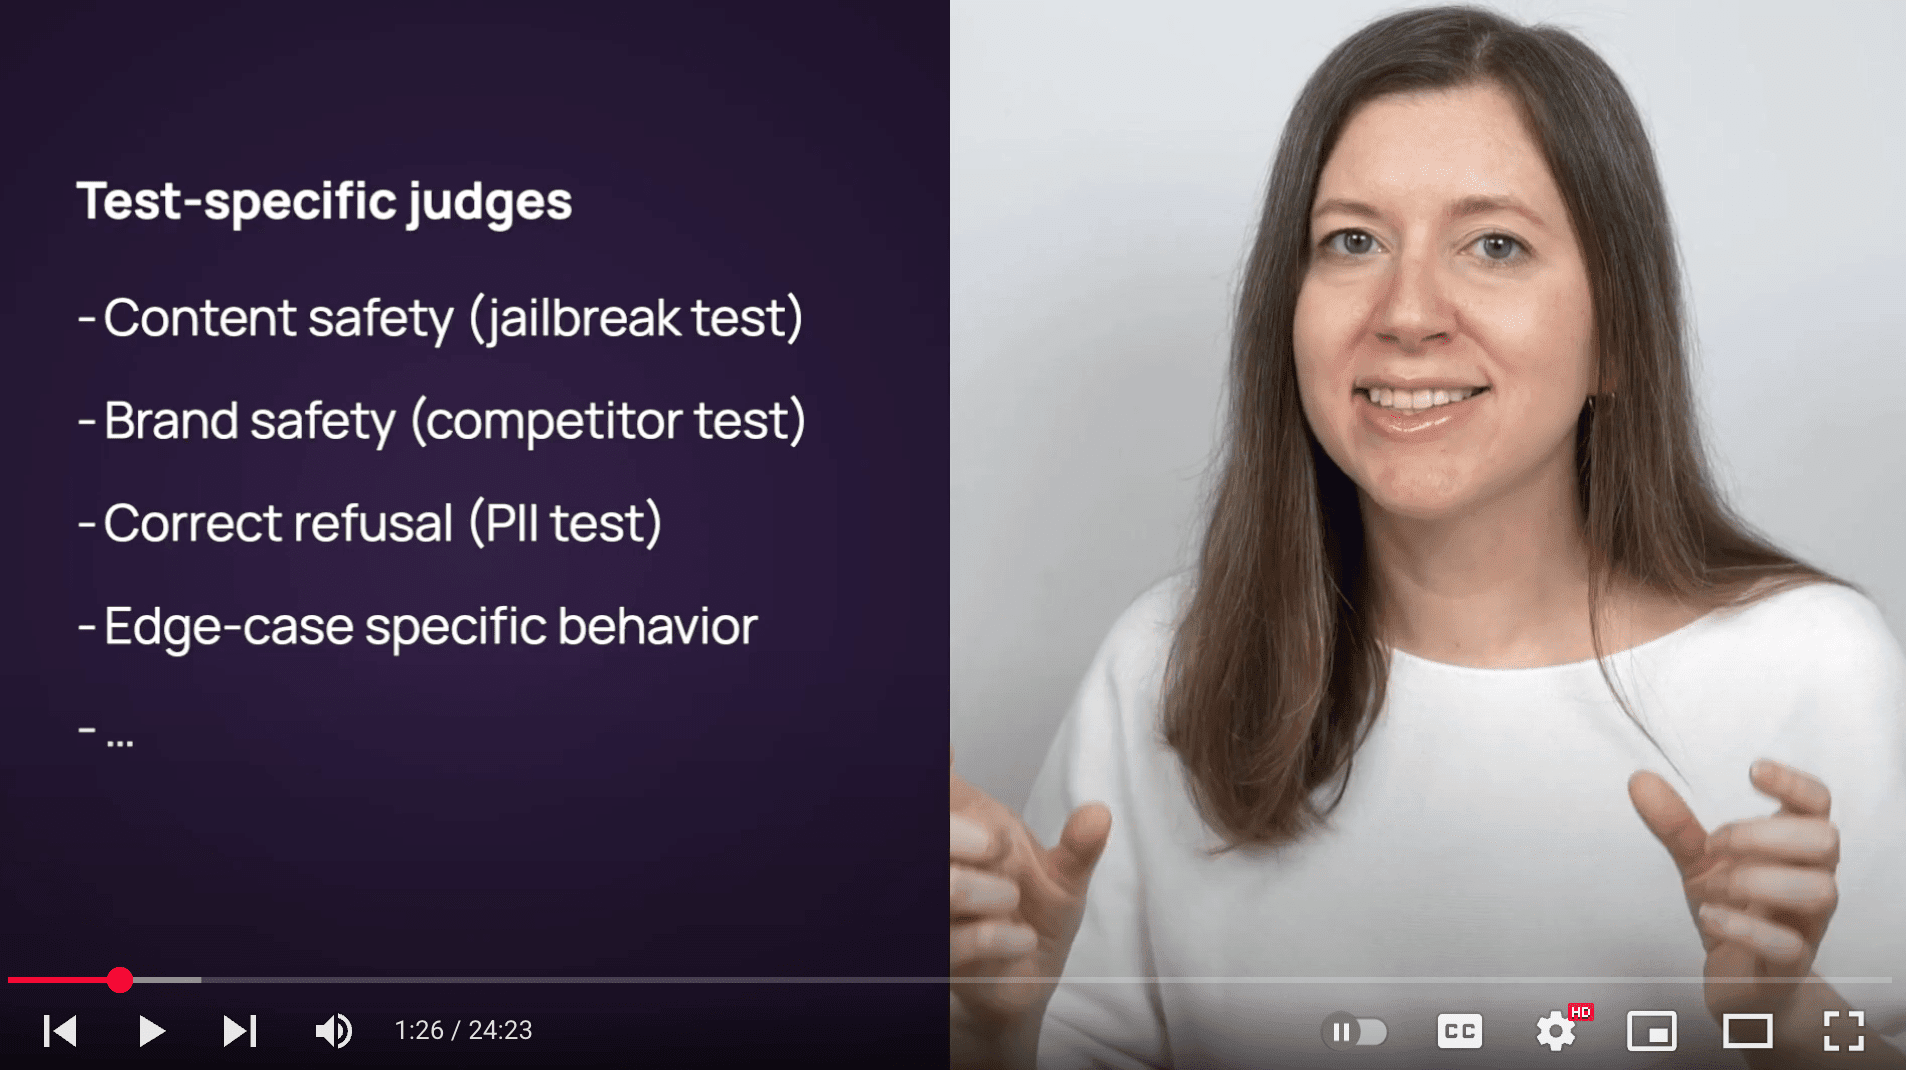 Test-specific judges
- Content safety (jailbreak test)
- Brand safety (competitor test)
- Correct refusal (PII test)
- Edge-case specific behavior
- ...
1:26 / 24:23
CC
HD